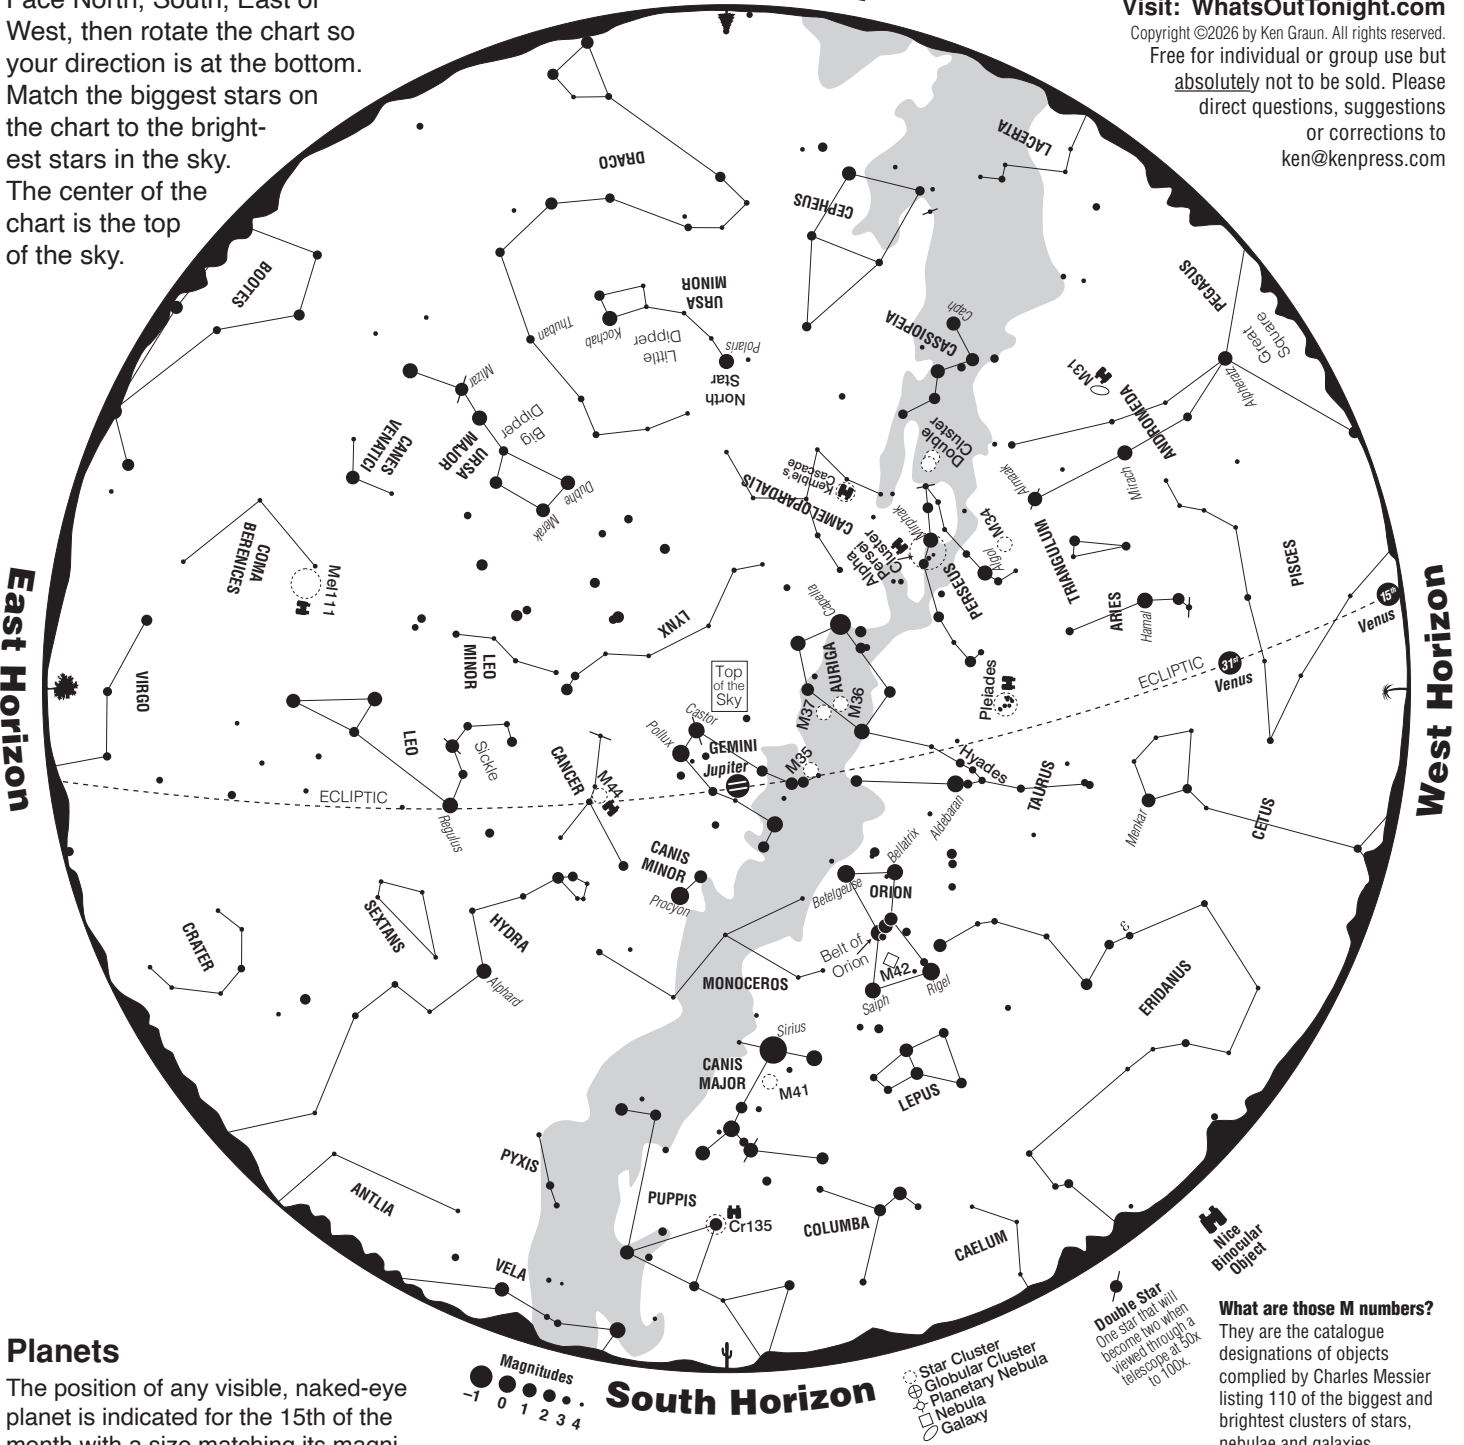 Face North, South, East or
West, then rotate the chart so
your direction is at the bottom.
Match the biggest stars on
the chart to the bright-
est stars in the sky.
The center of the
chart is the top
of the sky.
Visit: WhatsOutTonight.com
Copyright ©2026 by Ken Graun. All rights reserved.
Free for individual or group use but
absolutely not to be sold. Please
direct questions, suggestions
or corrections to
ken@kenpress.com
DRACO
LACERTA
CEPHEUS
BOOTES
URSA
MINOR
Kochab
Thuban
Little
Dipper
Polaris
North
Star
CASSIOPEIA
Caph
PEGASUS
Great
Square
Alpheratz
M31
ANDROMEDA
Mirach
Almaak
Mizar
Big
Dipper
URSA
MAJOR
Dubhe
Merak
CANES
VENATICI
Double
Cluster
Kemble's
Cascade
CAMELOPARDALIS
Mirphak
Alpha
Persei
Cluster
PERSEUS
M34
Algol
TRIANGULUM
PISCES
COMA
BERENICES
Mel111
ARIES
Hamal
15th
Venus
31st
Venus
ECLIPTIC
East Horizon
West Horizon
VIRGO
LEO
MINOR
LYNX
Capella
AURIGA
M37
M36
Pleiades
Top
of the
Sky
LEO
Sickle
Regulus
ECLIPTIC
CANCER
M44
Castor
Pollux
GEMINI
Jupiter
M35
Hyades
TAURUS
Aldebaran
Menkar
CETUS
CANIS
MINOR
Procyon
Bellatrix
Betelgeuse
ORION
Belt of
Orion
M42
Saiph
Rigel
CRATER
SEXTANS
HYDRA
Alphard
MONOCEROS
ε
ERIDANUS
Sirius
CANIS
MAJOR
M41
LEPUS
PYXIS
ANTLIA
PUPPIS
Cr135
COLUMBA
CAELUM
VELA
South Horizon
Magnitudes
–1 0 1 2 3 4
Star Cluster
Globular Cluster
Planetary Nebula
Nebula
Galaxy
Double Star
One star that will
become two when
viewed through a
telescope at 50x
to 100x.
Nice
Binocular
Object
Planets
The position of any visible, naked-eye
planet is indicated for the 15th of the
month with a size matching its magni-
What are those M numbers?
They are the catalogue
designations of objects
complied by Charles Messier
listing 110 of the biggest and
brightest clusters of stars,
nebulae and galaxies.